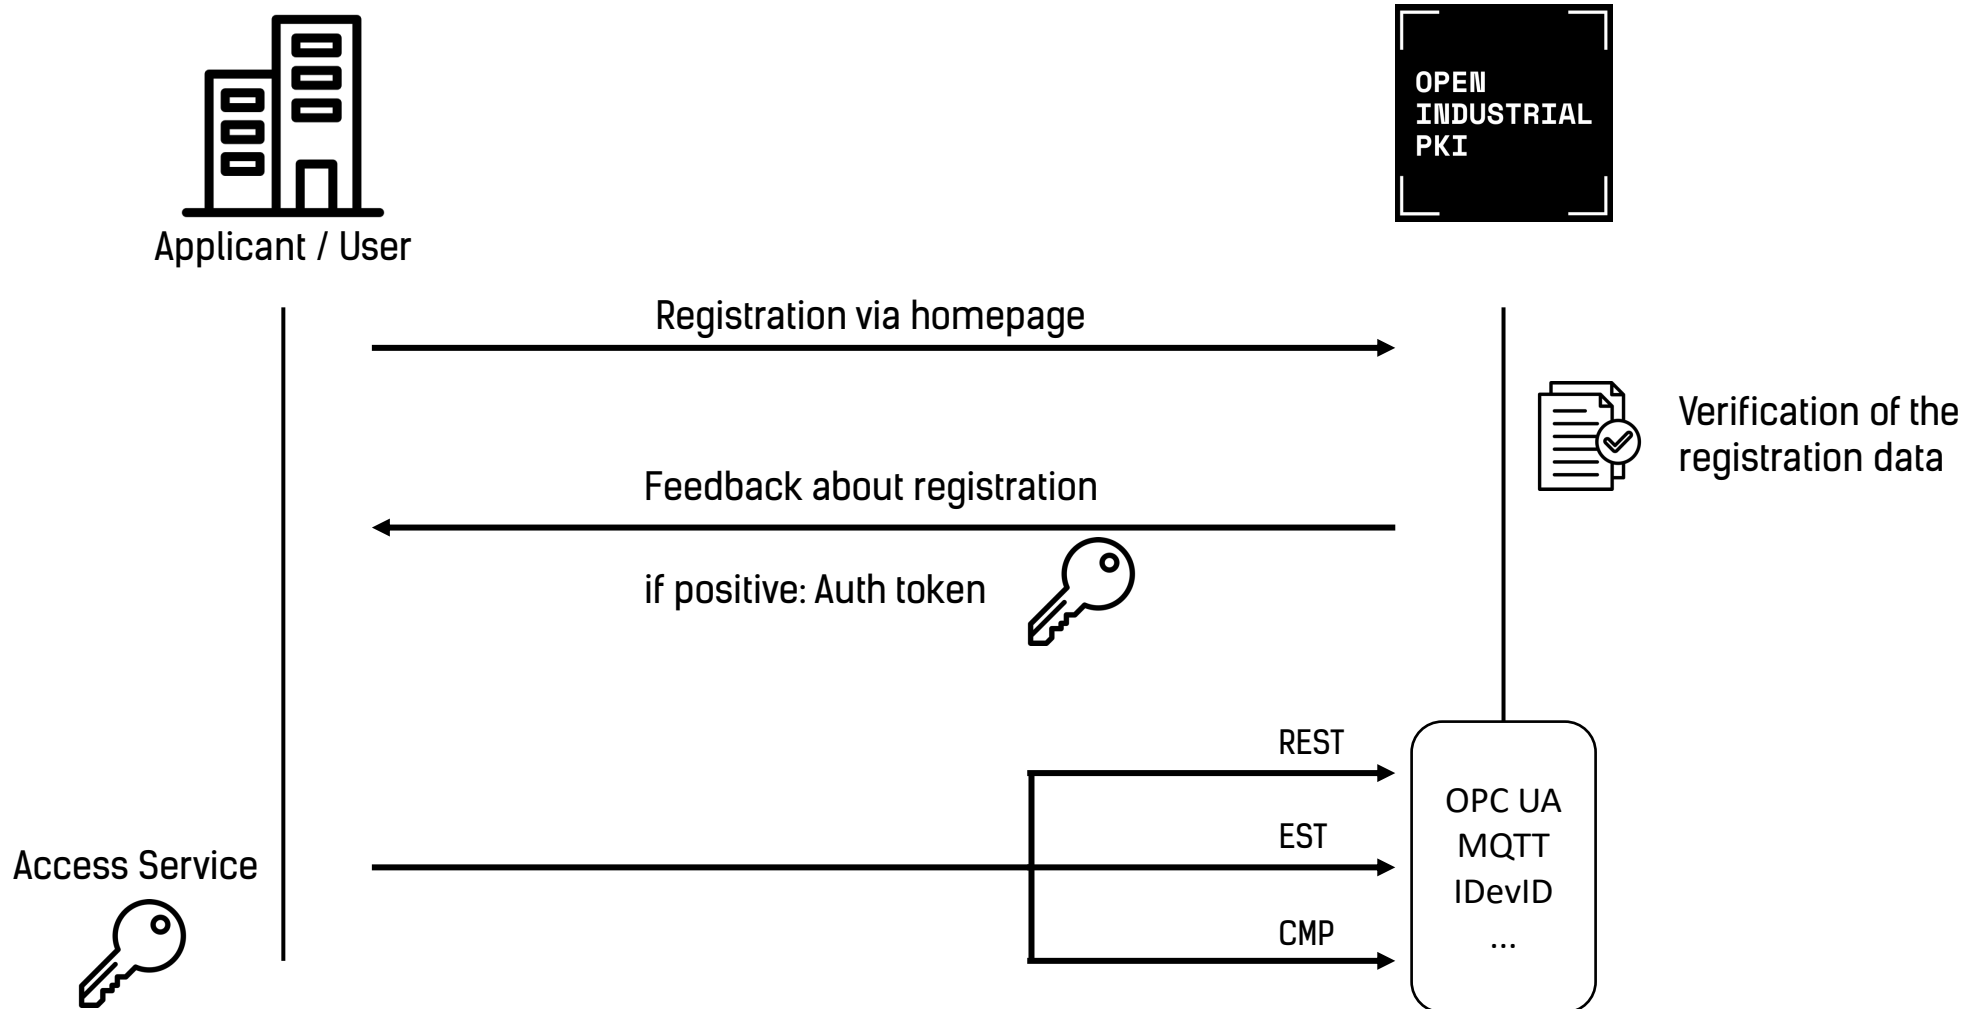 OPEN
INDUSTRIAL
PKI
Applicant / User
Registration via homepage
Verification of the
registration data
Feedback about registration
if positive: Auth token
REST
OPC UA
EST
MQTT
Access Service
IDevID
CMP
...